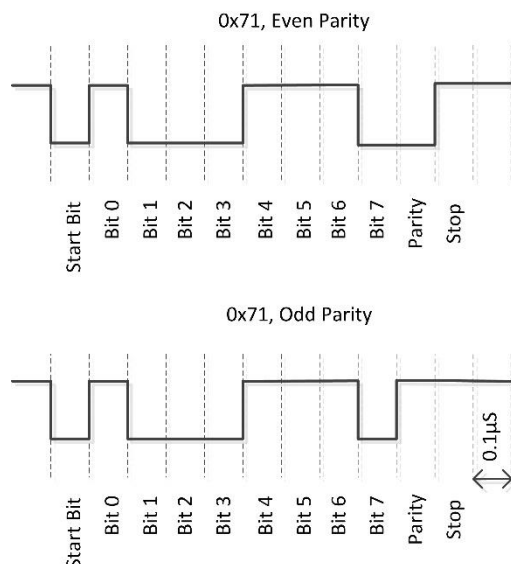 0x71, Even Parity
Start Bit
Bit 0
Bit 1
Bit 2
Bit 3
Bit 4
Bit 5
Bit 6
Bit 7
Parity
Stop
0x71, Odd Parity
0.1µS
Start Bit
Bit 0
Bit 1
Bit 2
Bit 3
Bit 4
Bit 5
Bit 6
Bit 7
Parity
Stop